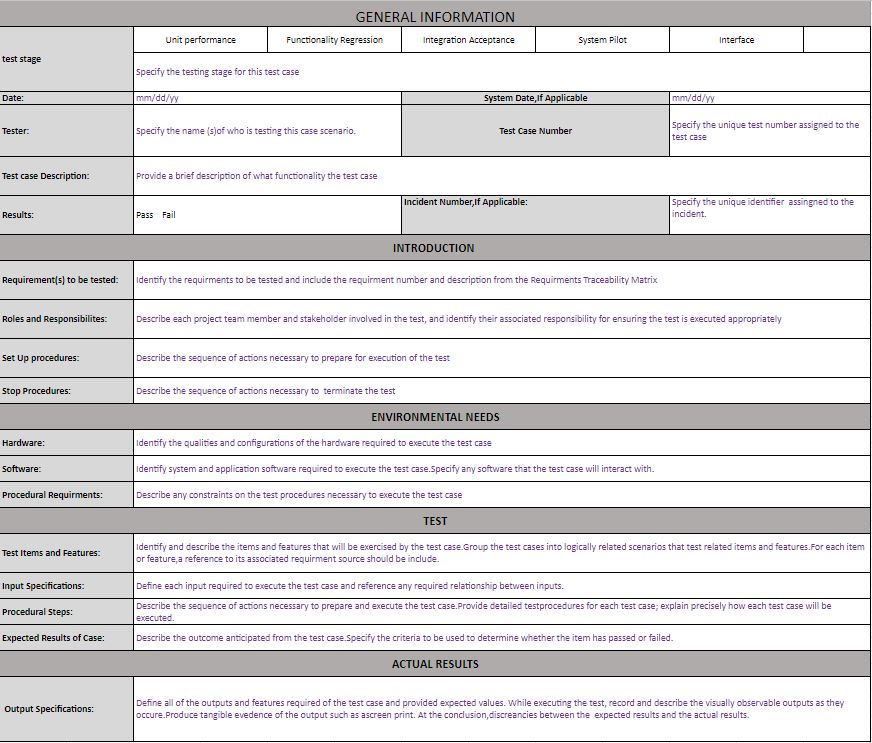 GENERAL INFORMATION
test stage
Unit performance
Functionality Regression
Integration Acceptance
System Pilot
Interface
Specify the testing stage for this test case
Date:
mm/dd/yy
System Date,If Applicable
mm/dd/yy
Tester:
Specify the name (s)of who is testing this case scenario.
Test Case Number
Specify the unique test number assigned to the
test case
Test case Description:
Provide a brief description of what functionality the test case
Results:
Pass Fail
Incident Number,If Applicable:
Specify the unique identifier assingned to the
incident.
INTRODUCTION
Requirement(s) to be tested:
Identify the requirments to be tested and include the requirment number and description from the Requirments Traceability Matrix
Roles and Responsibilites:
Describe each project team member and stakeholder involved in the test, and identify their associated responsibility for ensuring the test is executed appropriately
Set Up procedures:
Describe the sequence of actions necessary to prepare for execution of the test
Stop Procedures:
Describe the sequence of actions necessary to terminate the test
ENVIRONMENTAL NEEDS
Hardware:
Identify the qualities and configurations of the hardware required to execute the test case
Software:
Identify system and application software required to execute the test case.Specify any software that the test case will interact with.
Procedural Requirments:
Describe any constraints on the test procedures necessary to execute the test case
TEST
Test Items and Features:
Identify and describe the items and features that will be exercised by the test case.Group the test cases into logically related scenarios that test related items and features.For each item
or feature,a reference to its associated requirment source should be include.
Input Specifications:
Define each input required to execute the test case and reference any required relationship between inputs.
Procedural Steps:
Describe the sequence of actions necessary to prepare and execute the test case.Provide detailed testprocedures for each test case; explain precisely how each test case will be
executed.
Expected Results of Case:
Describe the outcome anticipated from the test case.Specify the criteria to be used to determine whether the item has passed or failed.
ACTUAL RESULTS
Output Specifications:
Define all of the outputs and features required of the test case and provided expected values. While executing the test, record and describe the visually observable outputs as they
occure.Produce tangible evedence of the output such as ascreen print. At the conclusion,discreancies between the expected results and the actual results.